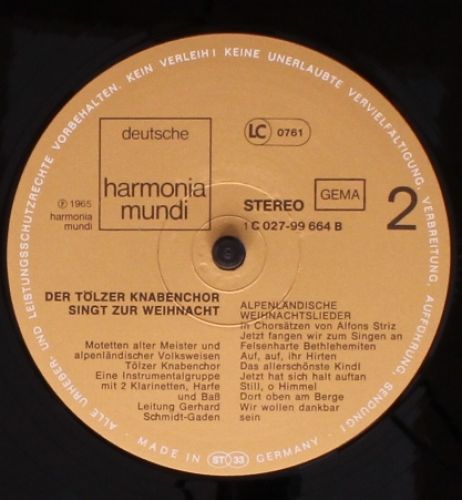 ALLE URHEBER- UND LEISTUNGSSCHUTZRECHTE VORBEHALTEN. KEIN VERLEIH! KEINE UNERLAUBTE VERVIELFÄLTIGUNG, VERBREITUNG, AUFFÜHRUNG, SENDUNG!
deutsche
harmonia
mundi
LC 0761
℗ 1965
harmonia
mundi
STEREO GEMA
1C 027-99 664 B
2
DER TÖLZER KNABENCHOR
SINGT ZUR WEIHNACHT
Motetten alter Meister und
alpenländischer Volksweisen
Tölzer Knabenchor
Eine Instrumentalgruppe
mit 2 Klarinetten, Harfe
und Baß
Leitung Gerhard
Schmidt-Gaden
ALPENLÄNDISCHE
WEIHNACHTSLIEDER
in Chorsätzen von Alfons Striz
Jetzt fangen wir zum Singen an
Felsenharte Bethlehemiten
Auf, auf, ihr Hirten
Das allerschönste Kindl
Jetzt hat sich halt auftan
Still, o Himmel
Dort oben am Berge
Wir wollen dankbar
sein
MADE IN ST 33 GERMANY